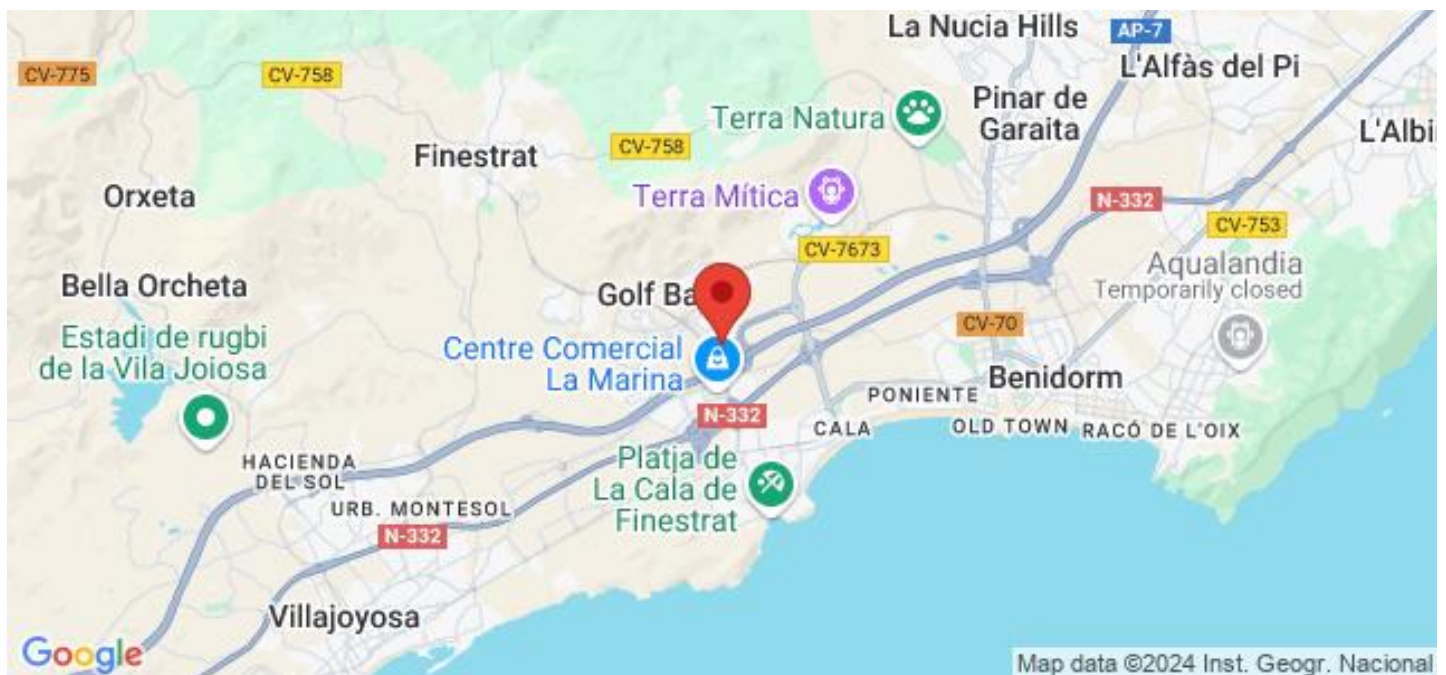 La Nucia Hills
AP-7
CV-775
CV-758
L'Alfàs del Pi
Terra Natura
Pinar de
Garaita
Finestrat
CV-758
L'Albi
Orxeta
Terra Mítica
N-332
CV-753
CV-7673
Bella Orcheta
Golf Ba
Aqualandia
Temporarily closed
Estadi de rugbi
de la Vila Joiosa
Centre Comercial
La Marina
CV-70
Benidorm
PONIENTE
N-332
CALA
OLD TOWN
RACÓ DE L'OIX
HACIENDA
DEL SOL
Platja de
La Cala de
Finestrat
URB. MONTESOL
N-332
Villajoyosa
Google
Map data ©2024 Inst. Geogr. Nacional